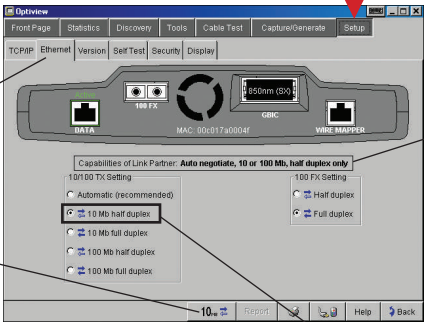 Optiview
Front Page Statistics Discovery Tools Cable Test Capture/Generate Setup
TCP/IP Ethernet Version Self Test Security Display
Active
DATA
100 FX
850nm (SX)
GBIC
MAC: 00c017a0004f
WIRE MAPPER
Capabilities of Link Partner: Auto negotiate, 10 or 100 Mb, half duplex only
10/100 TX Setting
Automatic (recommended)
10 Mb half duplex
10 Mb full duplex
100 Mb half duplex
100 Mb full duplex
100 FX Setting
Half duplex
Full duplex
Report Help Back